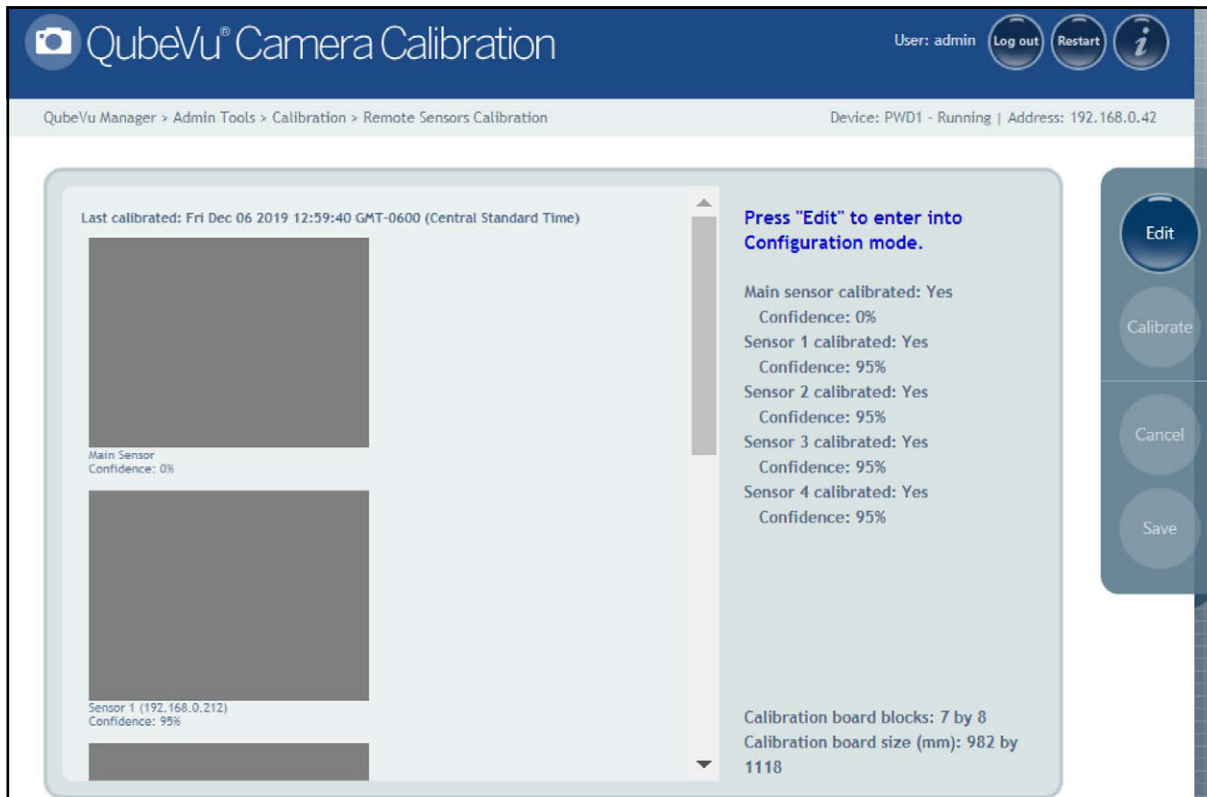 QubeVu® Camera Calibration
User: admin
Log out
Restart
i
QubeVu Manager > Admin Tools > Calibration > Remote Sensors Calibration
Device: PWD1 - Running | Address: 192.168.0.42
Last calibrated: Fri Dec 06 2019 12:59:40 GMT-0600 (Central Standard Time)
Main Sensor
Confidence: 0%
Sensor 1 (192.168.0.212)
Confidence: 95%
Press "Edit" to enter into
Configuration mode.
Main sensor calibrated: Yes
Confidence: 0%
Sensor 1 calibrated: Yes
Confidence: 95%
Sensor 2 calibrated: Yes
Confidence: 95%
Sensor 3 calibrated: Yes
Confidence: 95%
Sensor 4 calibrated: Yes
Confidence: 95%
Calibration board blocks: 7 by 8
Calibration board size (mm): 982 by
1118
Edit
Calibrate
Cancel
Save